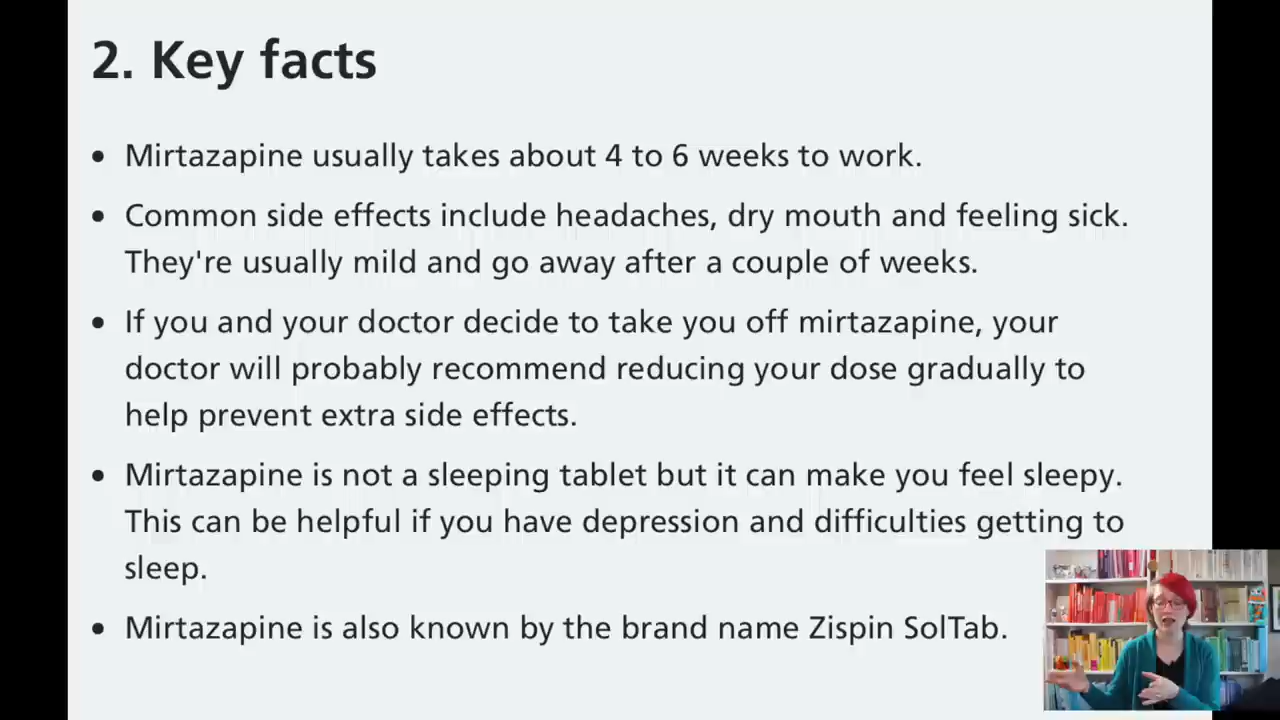 2. Key facts
• Mirtazapine usually takes about 4 to 6 weeks to work.
• Common side effects include headaches, dry mouth and feeling sick.
They're usually mild and go away after a couple of weeks.
• If you and your doctor decide to take you off mirtazapine, your
doctor will probably recommend reducing your dose gradually to
help prevent extra side effects.
• Mirtazapine is not a sleeping tablet but it can make you feel sleepy.
This can be helpful if you have depression and difficulties getting to
sleep.
• Mirtazapine is also known by the brand name Zispin SolTab.